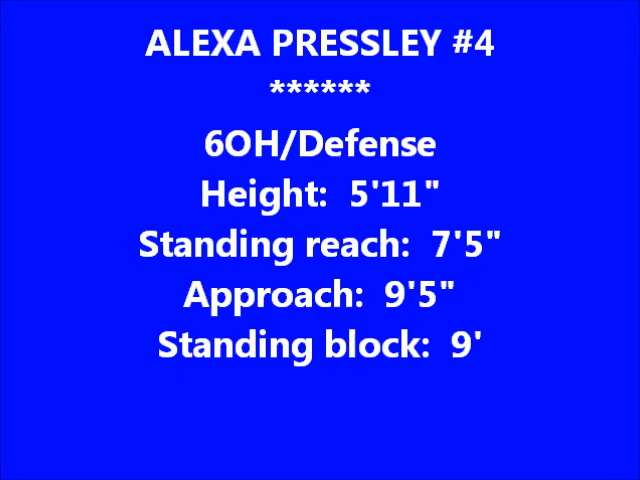 ALEXA PRESSLEY #4
******
6OH/Defense
Height:  5'11"
Standing reach:  7'5"
Approach:  9'5"
Standing block:  9'